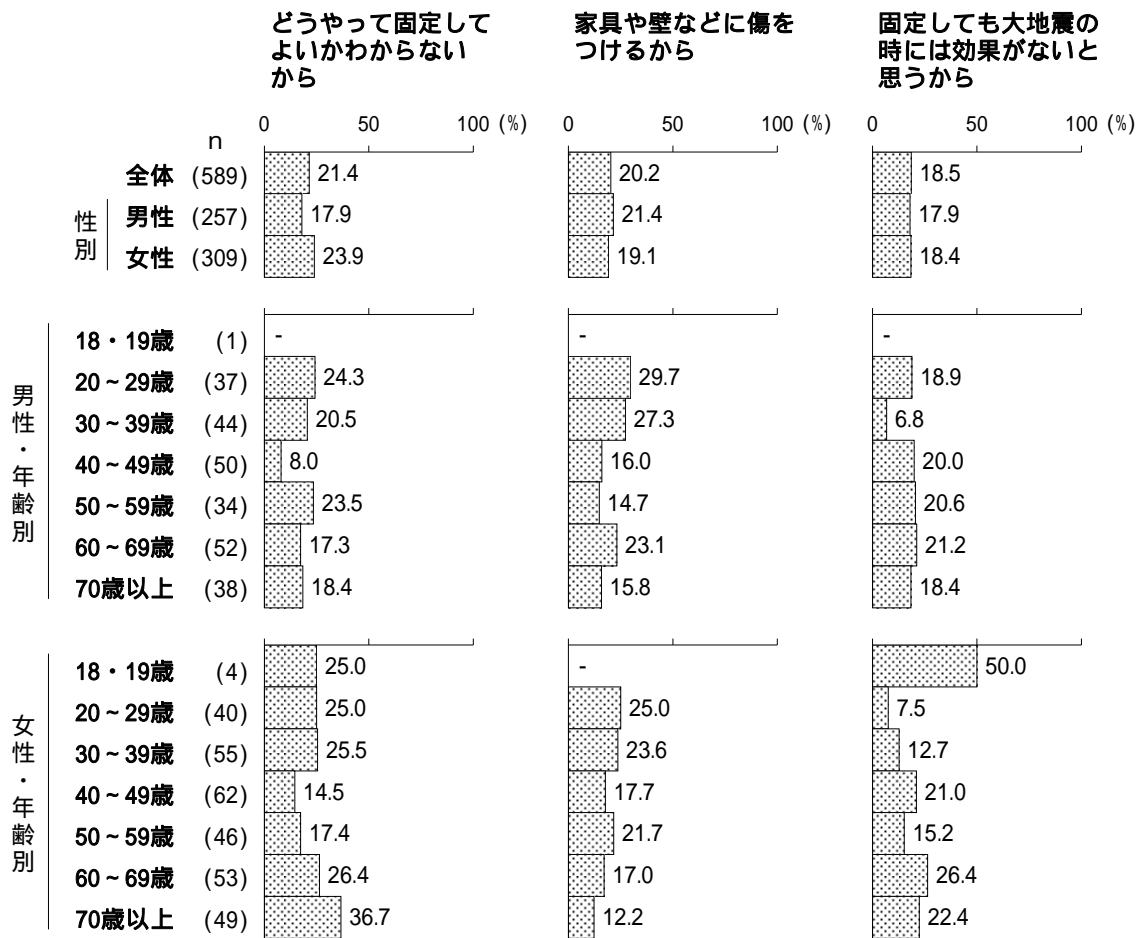 どうやって固定して
よいかわからない
から
家具や壁などに傷を
つけるから
固定しても大地震の
時には効果がないと
思うから
0 50 100 (%) 0 50 100 (%) 0 50 100 (%)
n
全体 (589) 21.4 20.2 18.5
性別
男性 (257) 17.9 21.4 17.9
女性 (309) 23.9 19.1 18.4
男性・年齢別
18・19歳 (1) - - -
20~29歳 (37) 24.3 29.7 18.9
30~39歳 (44) 20.5 27.3 6.8
40~49歳 (50) 8.0 16.0 20.0
50~59歳 (34) 23.5 14.7 20.6
60~69歳 (52) 17.3 23.1 21.2
70歳以上 (38) 18.4 15.8 18.4
女性・年齢別
18・19歳 (4) 25.0 - 50.0
20~29歳 (40) 25.0 25.0 7.5
30~39歳 (55) 25.5 23.6 12.7
40~49歳 (62) 14.5 17.7 21.0
50~59歳 (46) 17.4 21.7 15.2
60~69歳 (53) 26.4 17.0 26.4
70歳以上 (49) 36.7 12.2 22.4